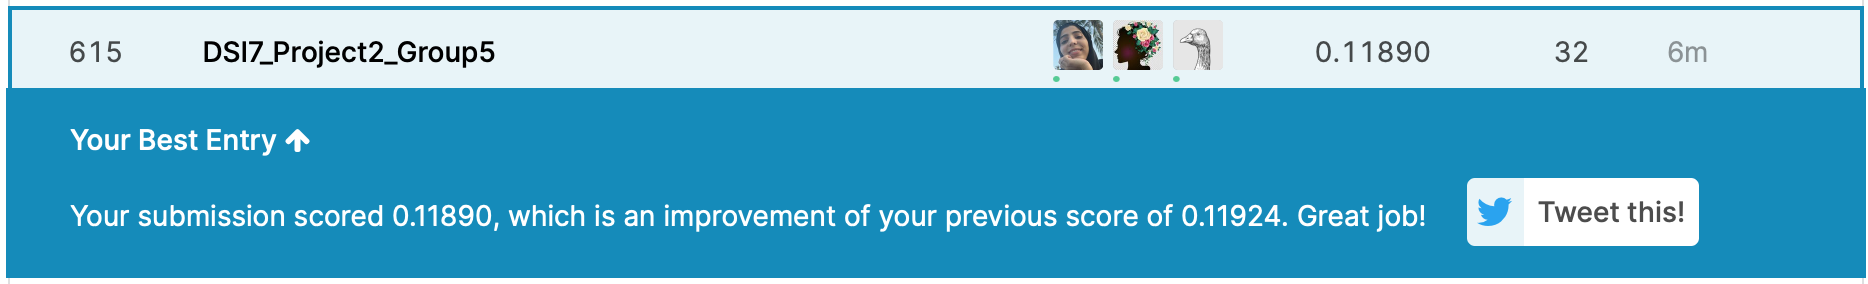 615 DSI7_Project2_Group5 0.11890 32 6m
Your Best Entry
Your submission scored 0.11890, which is an improvement of your previous score of 0.11924. Great job!
Tweet this!